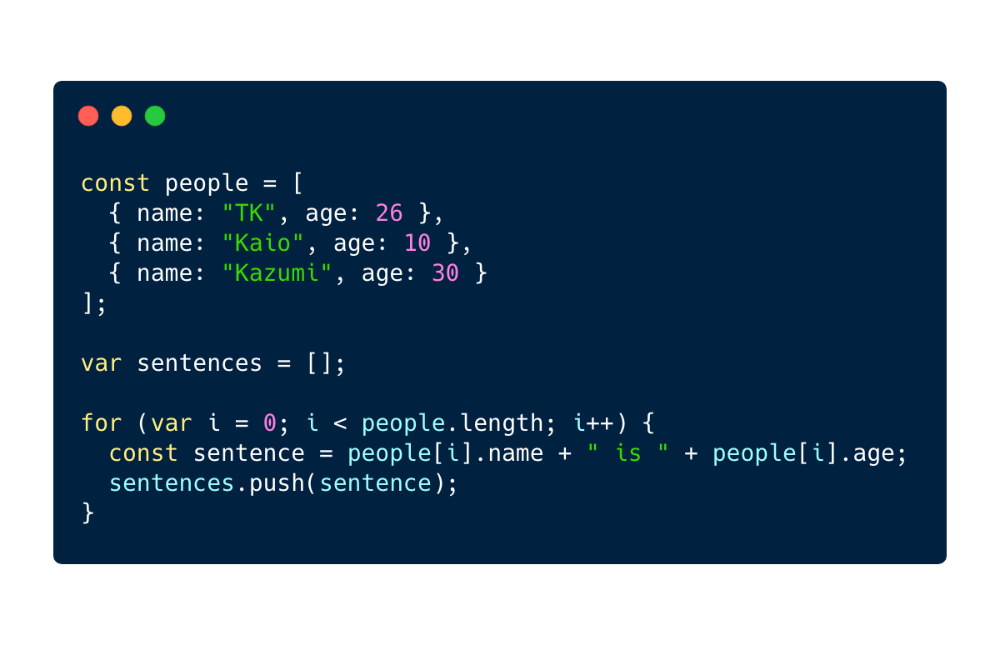 const people = [
  { name: "TK", age: 26 },
  { name: "Kaio", age: 10 },
  { name: "Kazumi", age: 30 }
];

var sentences = [];

for (var i = 0; i < people.length; i++) {
  const sentence = people[i].name + " is " + people[i].age;
  sentences.push(sentence);
}